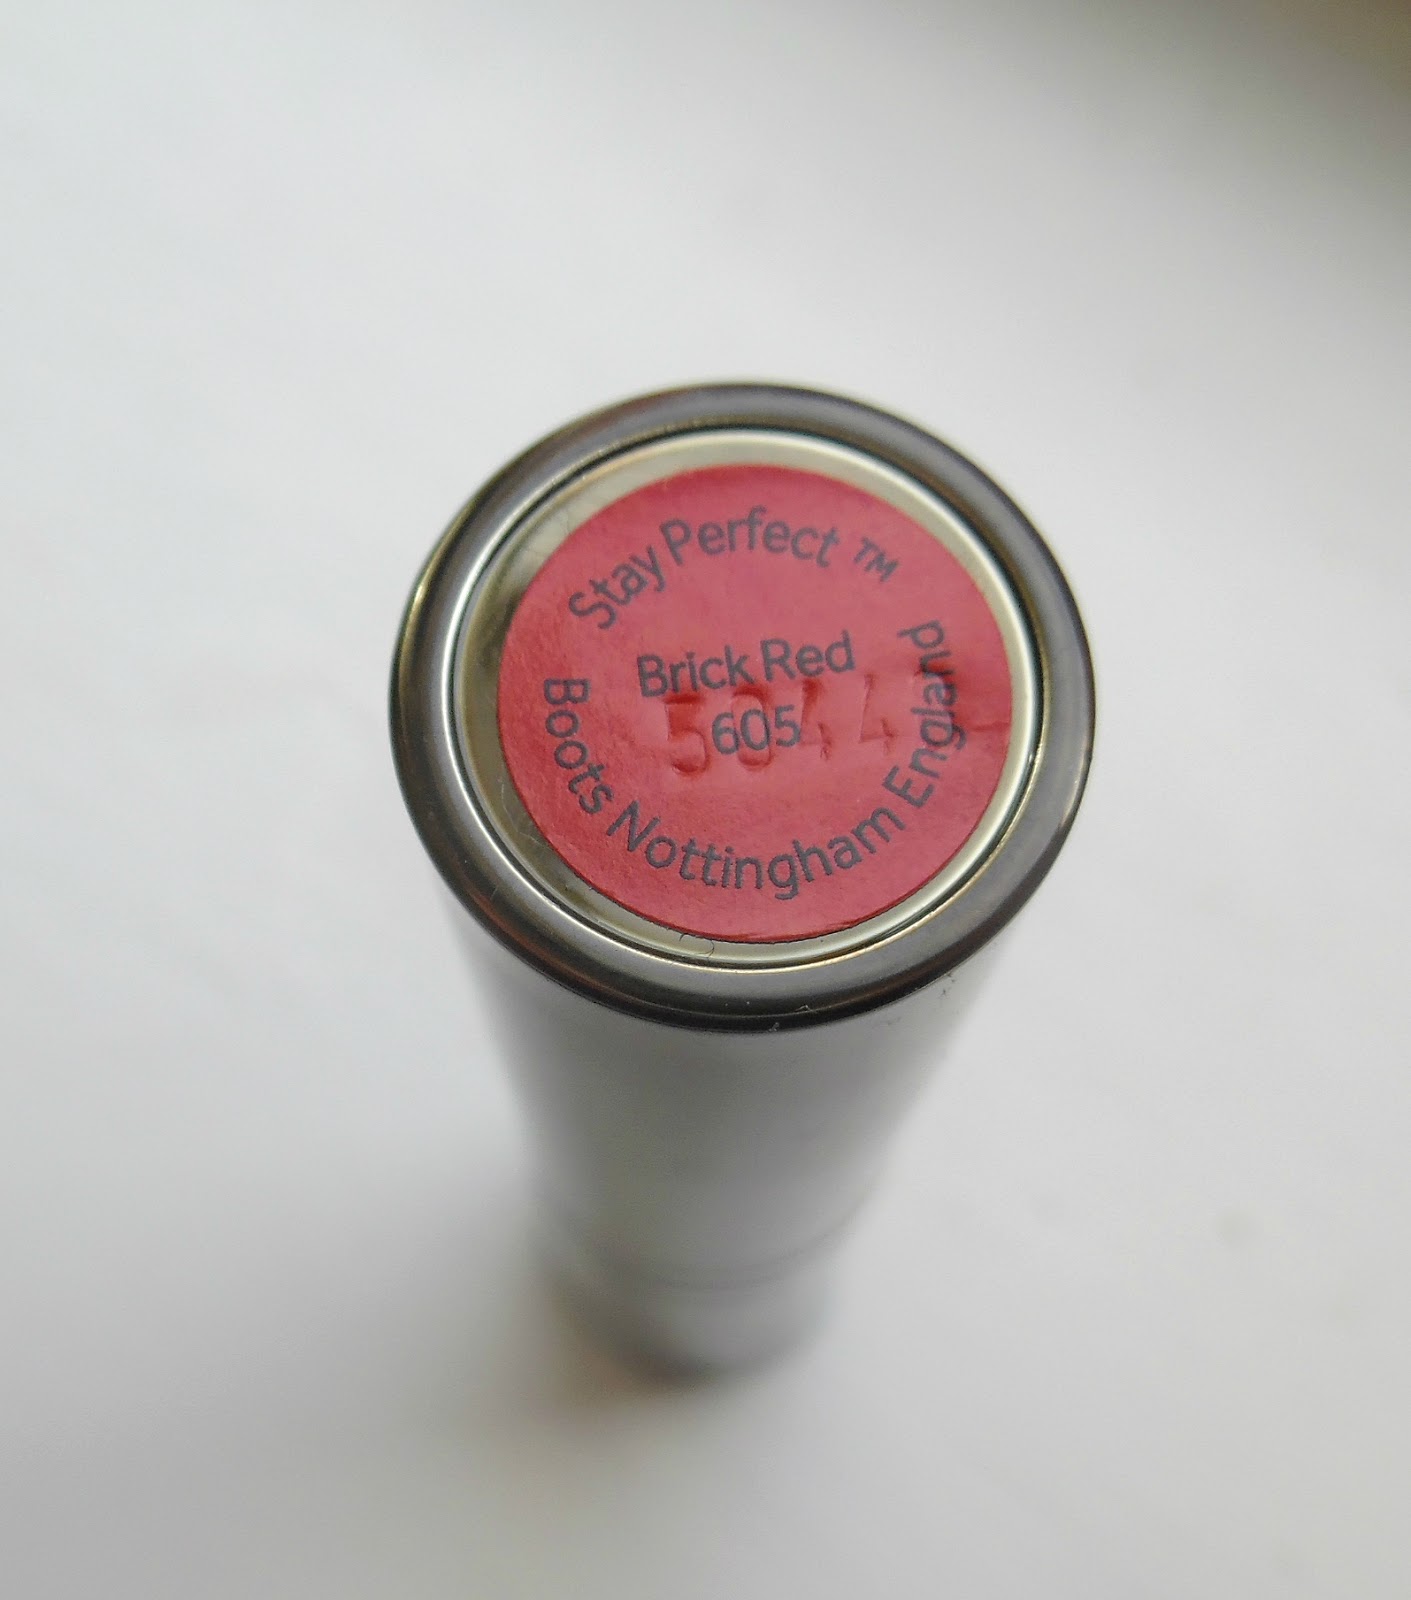 Stay Perfect ™
Brick Red
605
Boots Nottingham England